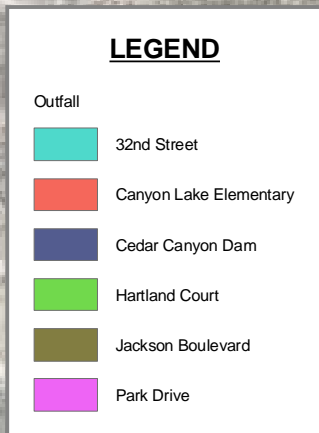 LEGEND
Outfall
32nd Street
Canyon Lake Elementary
Cedar Canyon Dam
Hartland Court
Jackson Boulevard
Park Drive